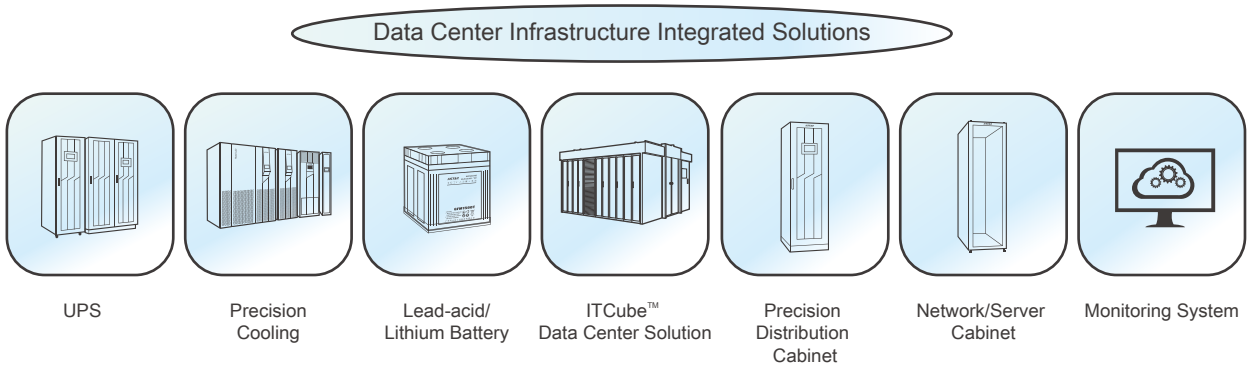 Data Center Infrastructure Integrated Solutions
UPS
Precision
Cooling
Lead-acid/
Lithium Battery
ITCube™
Data Center Solution
Precision
Distribution
Cabinet
Network/Server
Cabinet
Monitoring System